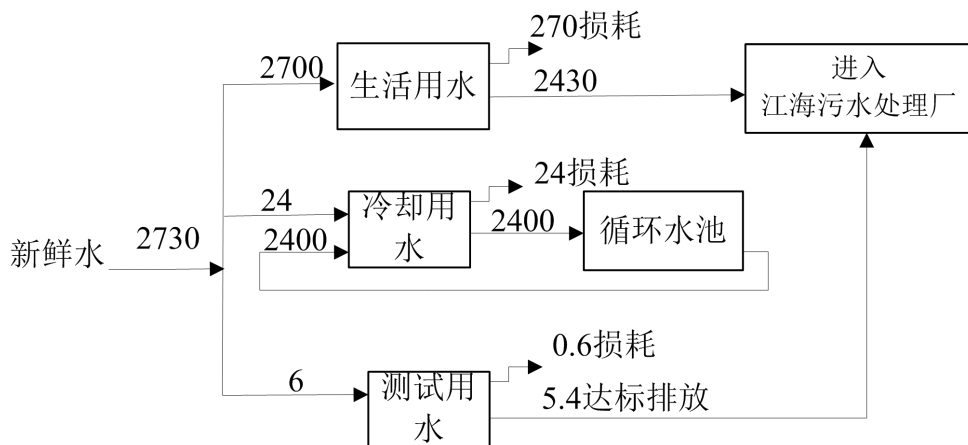 270损耗
2700
生活用水
2430
进入
江海污水处理厂
24
冷却用
水
24损耗
2400
2400
循环水池
新鲜水
2730
6
测试用
水
0.6损耗
5.4达标排放